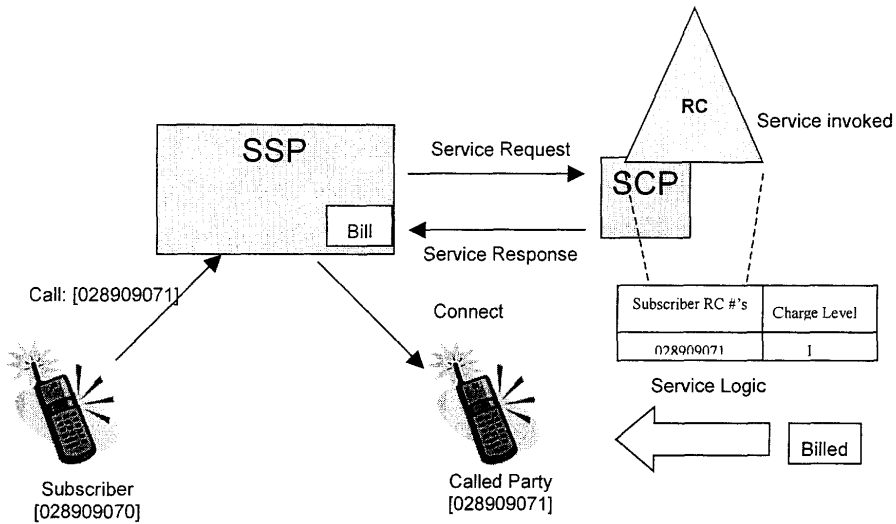 RC
Service invoked
SSP
Service Request
SCP
Bill
Service Response
Call: [028909071]
Connect
Subscriber RC #'s
Charge Level
028909071
I
Service Logic
Billed
Subscriber
[028909070]
Called Party
[028909071]